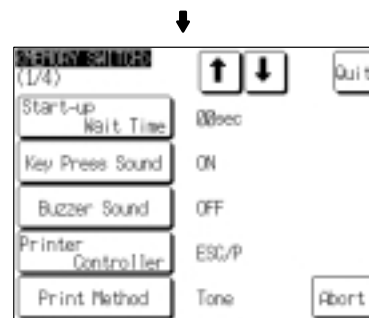 (MEMORY SWITCH)
(1/4)
Quit
Start-up
Wait Time
00sec
Key Press Sound
ON
Buzzer Sound
OFF
Printer
Controller
ESC/P
Print Method
Tone
Abort